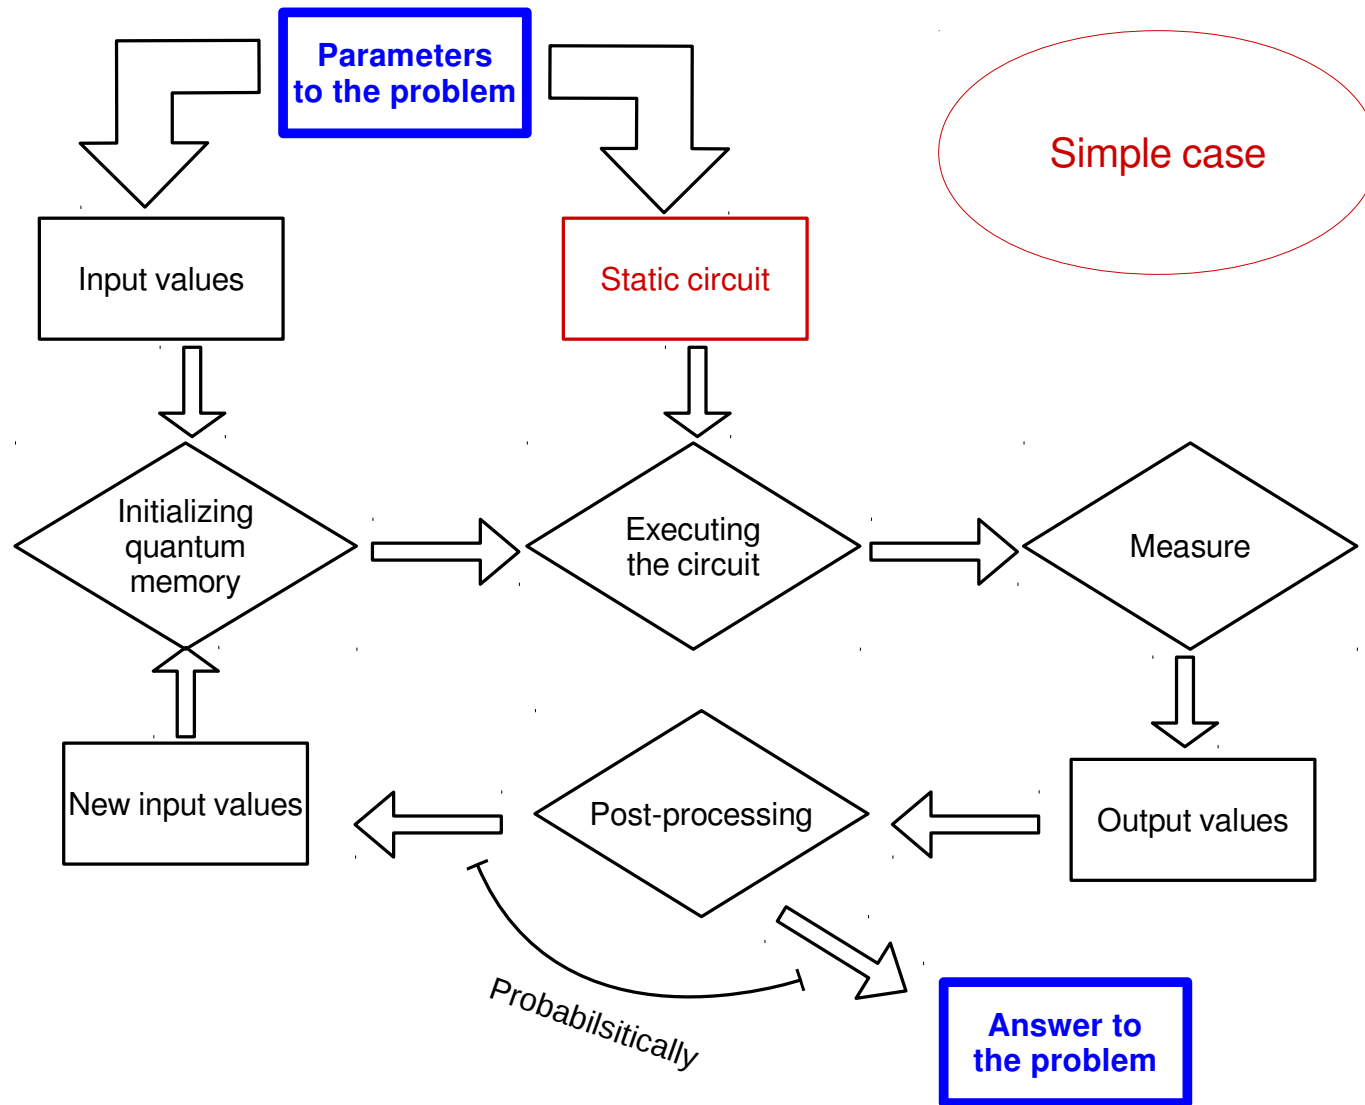 Parameters
to the problem
Simple case
Input values
Static circuit
Initializing
quantum
memory
Executing
the circuit
Measure
New input values
Post-processing
Output values
Probabilsitically
Answer to
the problem